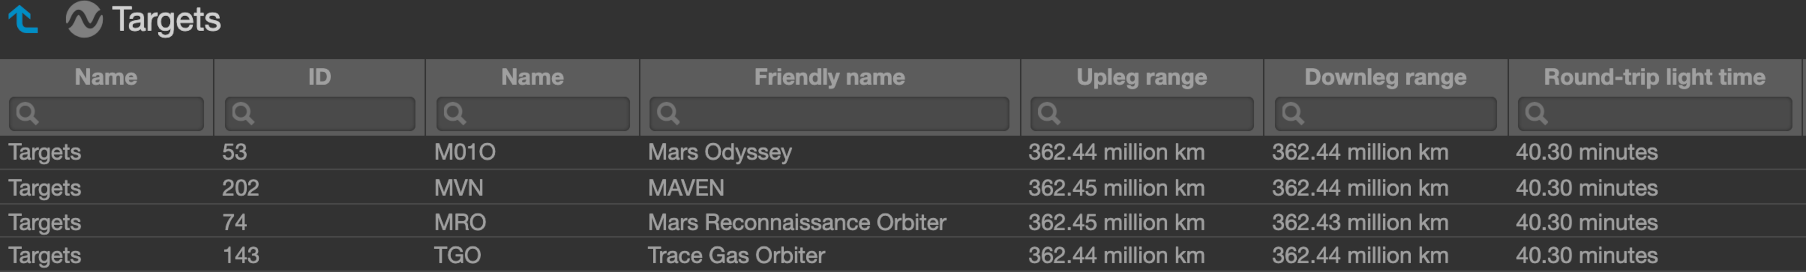 Targets
Name ID Name Friendly name Upleg range Downleg range Round-trip light time
Targets 53 M01O Mars Odyssey 362.44 million km 362.44 million km 40.30 minutes
Targets 202 MVN MAVEN 362.45 million km 362.44 million km 40.30 minutes
Targets 74 MRO Mars Reconnaissance Orbiter 362.45 million km 362.43 million km 40.30 minutes
Targets 143 TGO Trace Gas Orbiter 362.44 million km 362.44 million km 40.30 minutes